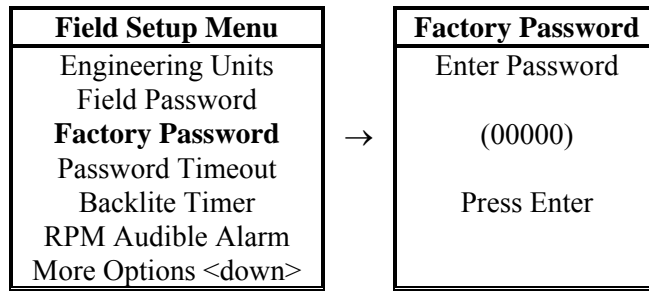 Field Setup Menu
Engineering Units
Field Password
Factory Password
Password Timeout
Backlite Timer
RPM Audible Alarm
More Options <down>
→
Factory Password
Enter Password
(00000)
Press Enter